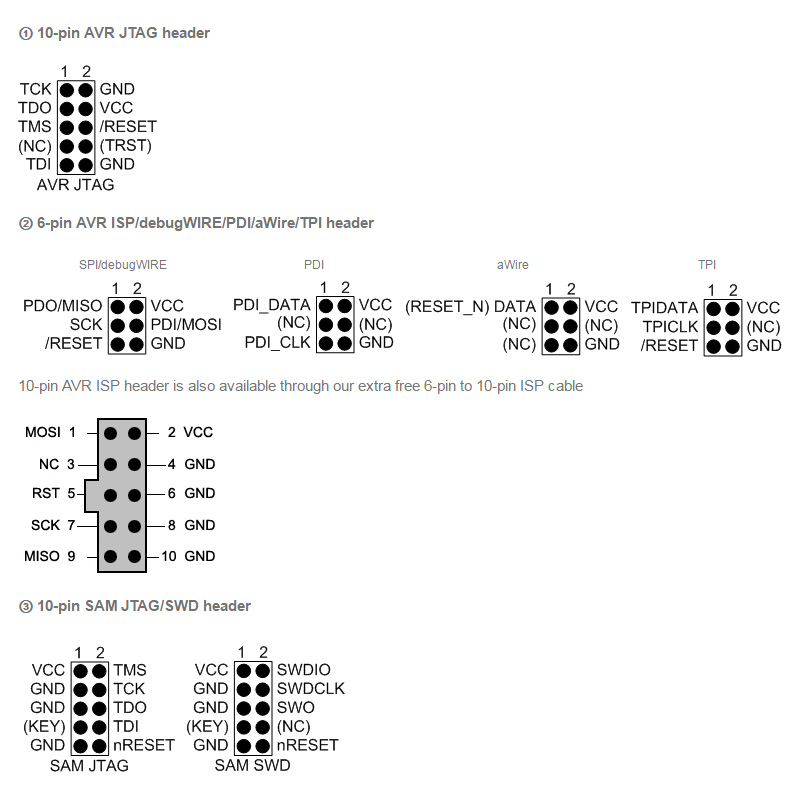 ① 10-pin AVR JTAG header
1 2
TCK GND
TDO VCC
TMS /RESET
(NC) (TRST)
TDI GND
AVR JTAG
② 6-pin AVR ISP/debugWIRE/PDI/aWire/TPI header
SPI/debugWIRE
1 2
PDO/MISO VCC
SCK PDI/MOSI
/RESET GND
PDI
1 2
PDI_DATA VCC
(NC) (NC)
PDI_CLK GND
aWire
1 2
(RESET_N) DATA VCC
(NC) (NC)
(NC) GND
TPI
1 2
TPIDATA VCC
TPICLK (NC)
/RESET GND
10-pin AVR ISP header is also available through our extra free 6-pin to 10-pin ISP cable
MOSI 1 2 VCC
NC 3 4 GND
RST 5 6 GND
SCK 7 8 GND
MISO 9 10 GND
③ 10-pin SAM JTAG/SWD header
1 2
VCC TMS
GND TCK
GND TDO
(KEY) TDI
GND nRESET
SAM JTAG
1 2
VCC SWDIO
GND SWDCLK
GND SWO
(KEY) (NC)
GND nRESET
SAM SWD